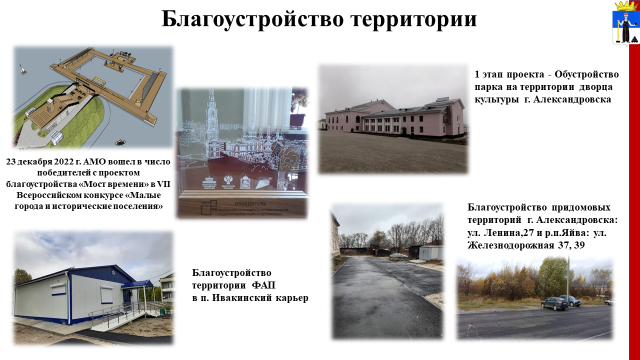 Благоустройство территории
1 этап проекта - Обустройство
парка на территории дворца
культуры г. Александровска
23 декабря 2022 г. АМО вошел в число
победителей с проектом
благоустройства «Мост времени» в VII
Всероссийском конкурсе «Малые
города и исторические поселения»
Благоустройство придомовых
территорий г. Александровска:
ул. Ленина,27 и р.п.Яйва: ул.
Железнодорожная 37, 39
Благоустройство
территории ФАП
в п. Ивакинский карьер